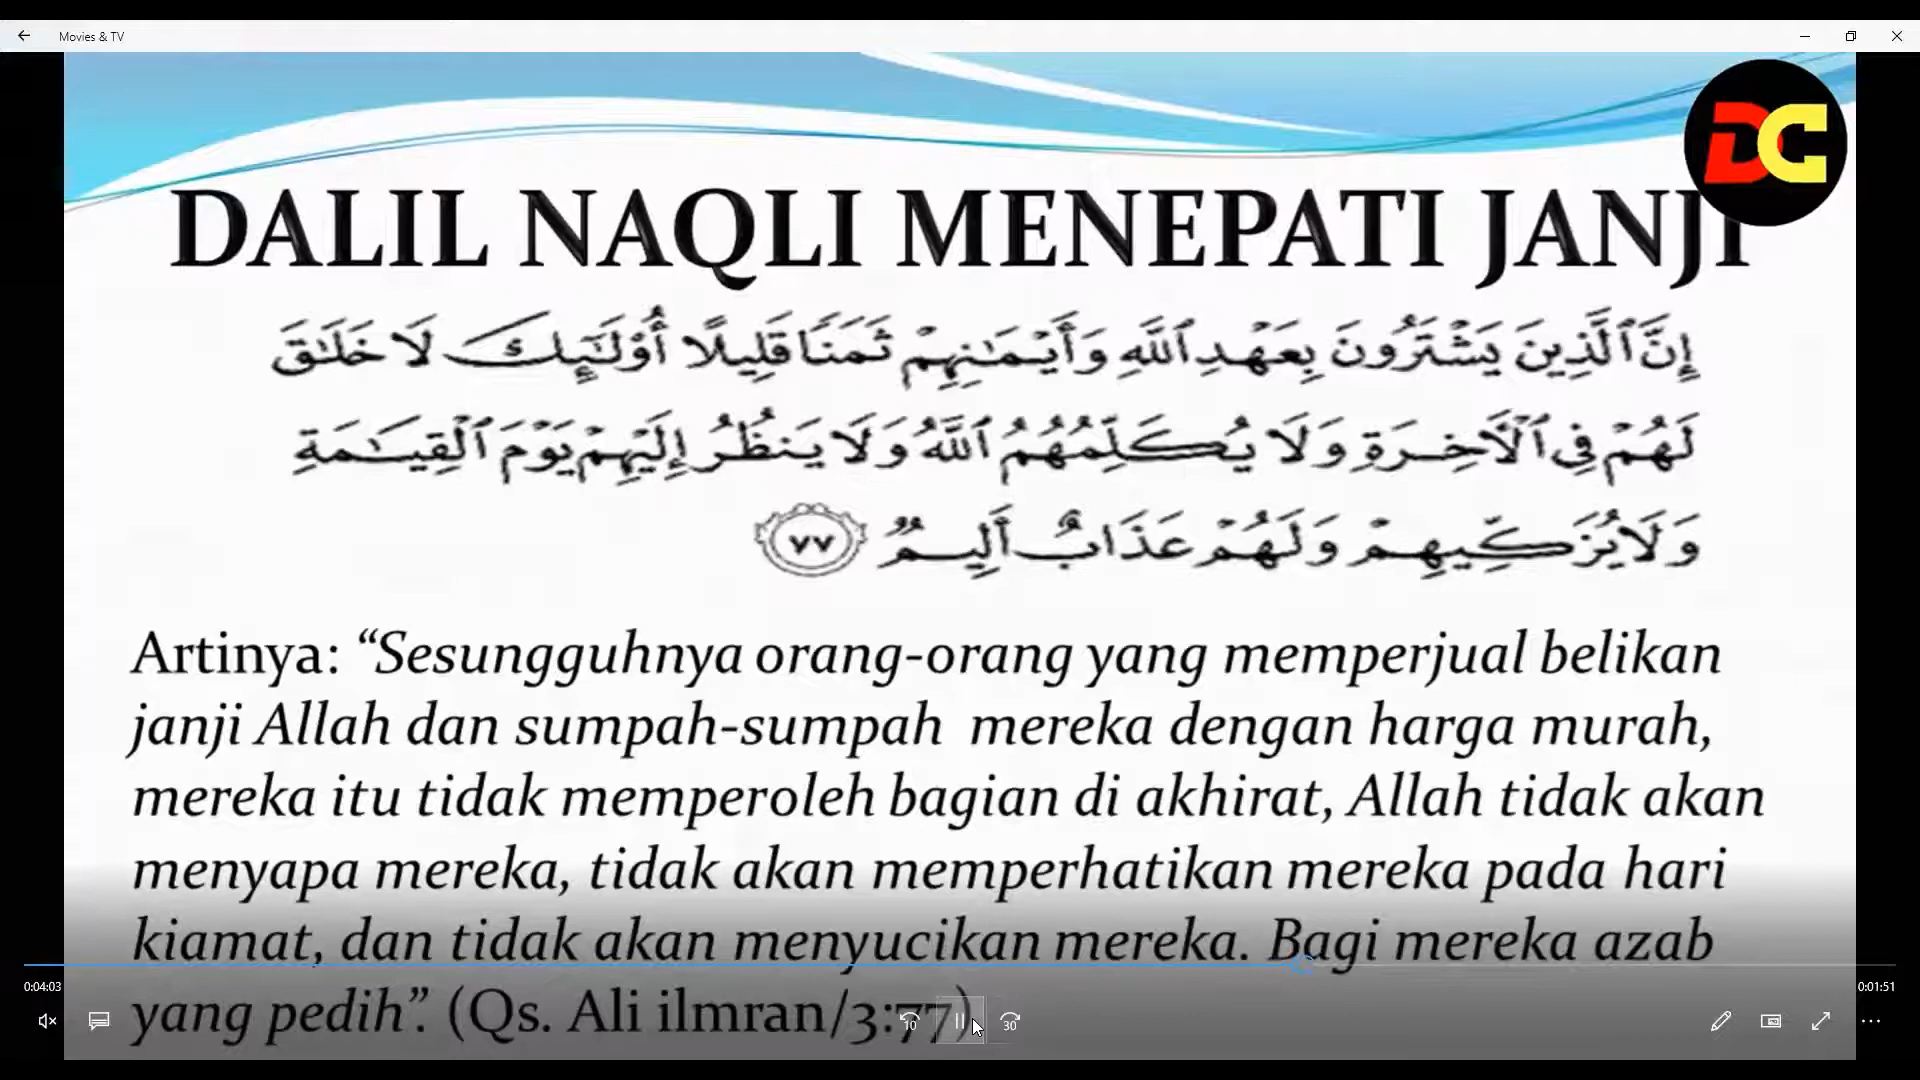 Movies & TV
DC
DALIL NAQLI MENEPATI JANJI
إِنَّ ٱلَّذِينَ يَشْتَرُونَ بِعَهْدِ ٱللَّهِ وَأَيْمَـٰنِهِمْ ثَمَنًا قَلِيلًا أُو۟لَـٰٓئِكَ لَا خَلَـٰقَ
لَهُمْ فِى ٱلْـَٔاخِرَةِ وَلَا يُكَلِّمُهُمُ ٱللَّهُ وَلَا يَنظُرُ إِلَيْهِمْ يَوْمَ ٱلْقِيَـٰمَةِ
وَلَا يُزَكِّيهِمْ وَلَهُمْ عَذَابٌ أَلِيمٌ ٧٧
Artinya: “Sesungguhnya orang-orang yang memperjual belikan
janji Allah dan sumpah-sumpah mereka dengan harga murah,
mereka itu tidak memperoleh bagian di akhirat, Allah tidak akan
menyapa mereka, tidak akan memperhatikan mereka pada hari
kiamat, dan tidak akan menyucikan mereka. Bagi mereka azab
yang pedih”. (Qs. Ali ilmran/3:77)
0:04:03
0:01:51
10
30